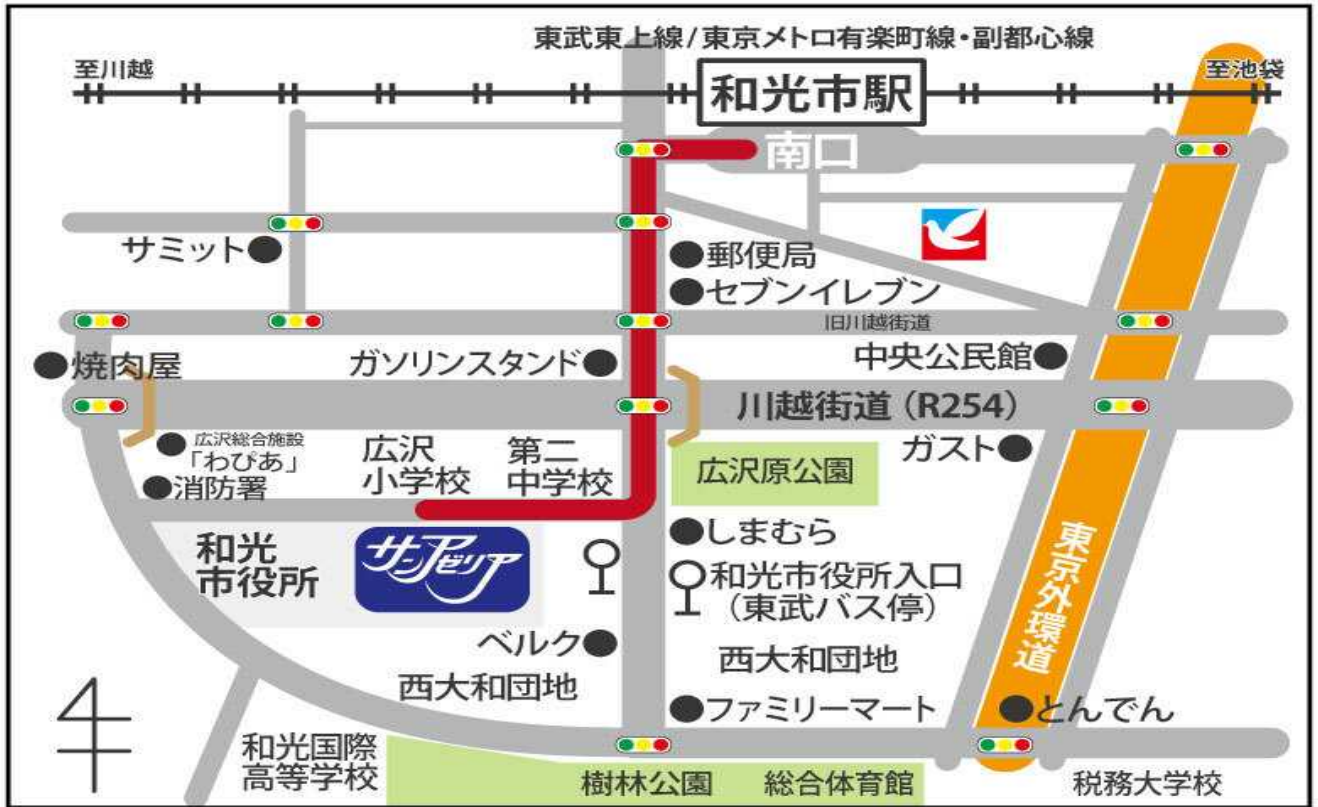 東武東上線/東京メトロ有楽町線・副都心線
至川越
和光市駅
至池袋
南口
サミット
郵便局
セブンイレブン
旧川越街道
焼肉屋
ガソリンスタンド
中央公民館
川越街道（R254）
広沢総合施設
「わぴあ」
消防署
広沢
小学校
第二
中学校
広沢原公園
ガスト
和光
市役所
サンアゼリア
しまむら
和光市役所入口
（東武バス停）
東京外環道
ベルク
西大和団地
西大和団地
ファミリーマート
とんでん
和光国際
高等学校
樹林公園
総合体育館
税務大学校